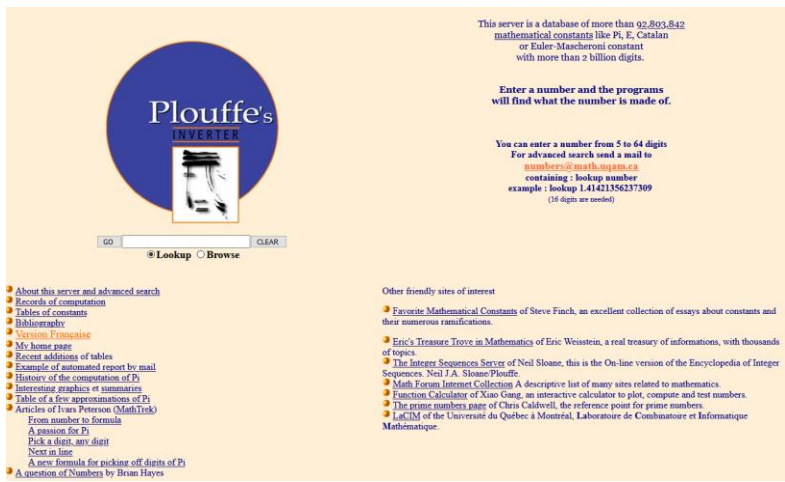 This server is a database of more than 92,803,842
mathematical constants like Pi, E, Catalan
or Euler-Mascheroni constant
with more than 2 billion digits.
Enter a number and the programs
will find what the number is made of.
You can enter a number from 5 to 64 digits
For advanced search send a mail to
numbers@math.uqam.ca
containing : lookup number
example : lookup 1.41421356237309
(16 digits are needed)
Plouffe's
INVERTER
GO CLEAR
Lookup Browse
About this server and advanced search
Records of computation
Tables of constants
Bibliography
Version Française
My home page
Recent additions of tables
Example of automated report by mail
Histoiry of the computation of Pi
Interesting graphics et summaries
Table of a few approximations of Pi
Articles of Ivars Peterson (MathTrek)
From number to formula
A passion for Pi
Pick a digit, any digit
Next in line
A new formula for picking off digits of Pi
A question of Numbers by Brian Hayes
Other friendly sites of interest
Favorite Mathematical Constants of Steve Finch, an excellent collection of essays about constants and
their numerous ramifications.
Eric's Treasure Trove in Mathematics of Eric Weisstein, a real treasury of informations, with thousands
of topics.
The Integer Sequences Server of Neil Sloane, this is the On-line version of the Encyclopedia of Integer
Sequences. Neil J.A. Sloane/Plouffe.
Math Forum Internet Collection A descriptive list of many sites related to mathematics.
Function Calculator of Xiao Gang, an interactive calculator to plot, compute and test numbers.
The prime numbers page of Chris Caldwell, the reference point for prime numbers.
LaCIM of the Université du Québec à Montréal, Laboratoire de Combinatoire et Informatique
Mathématique.